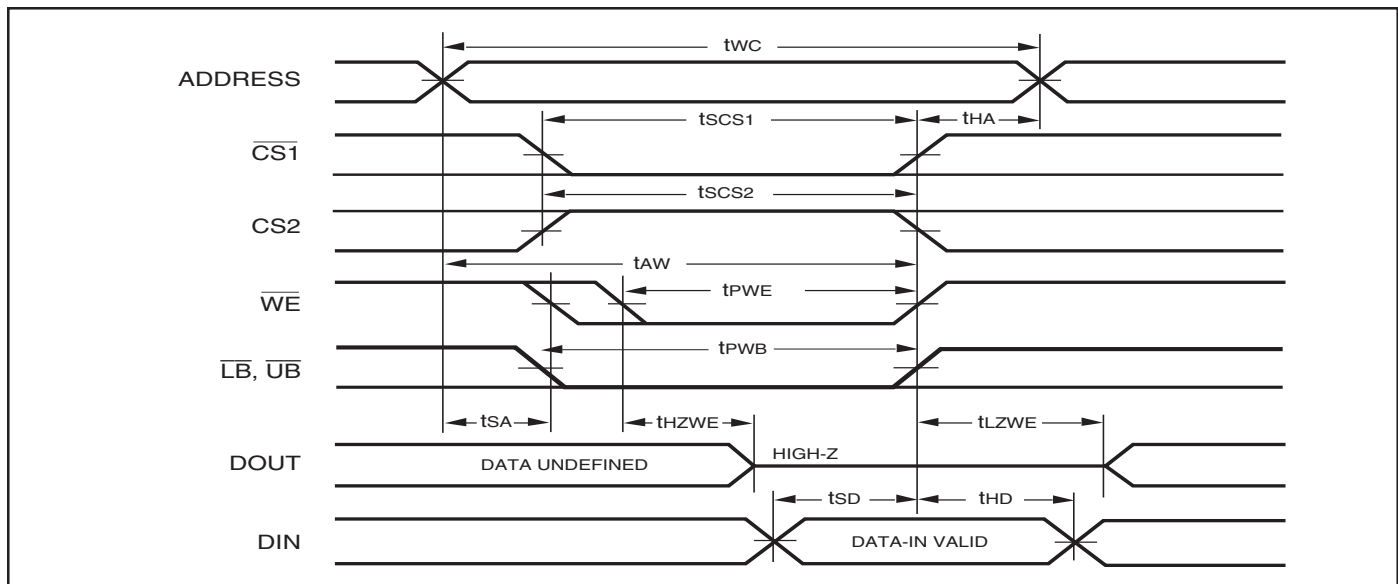 tWC
ADDRESS
tSCS1
tHA
CS1
tSCS2
CS2
tAW
WE
tPWE
tPWB
LB, UB
tSA
tHZWE
tLZWE
DOUT
DATA UNDEFINED
HIGH-Z
tSD
tHD
DIN
DATA-IN VALID